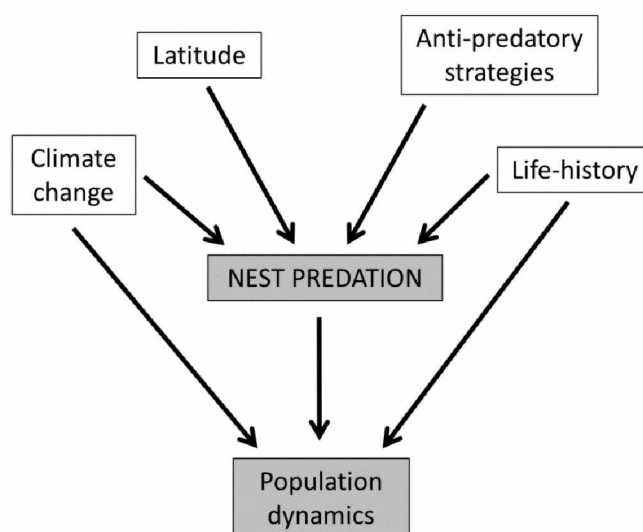 Latitude
Anti-predatory
strategies
Climate
change
Life-history
NEST PREDATION
Population
dynamics